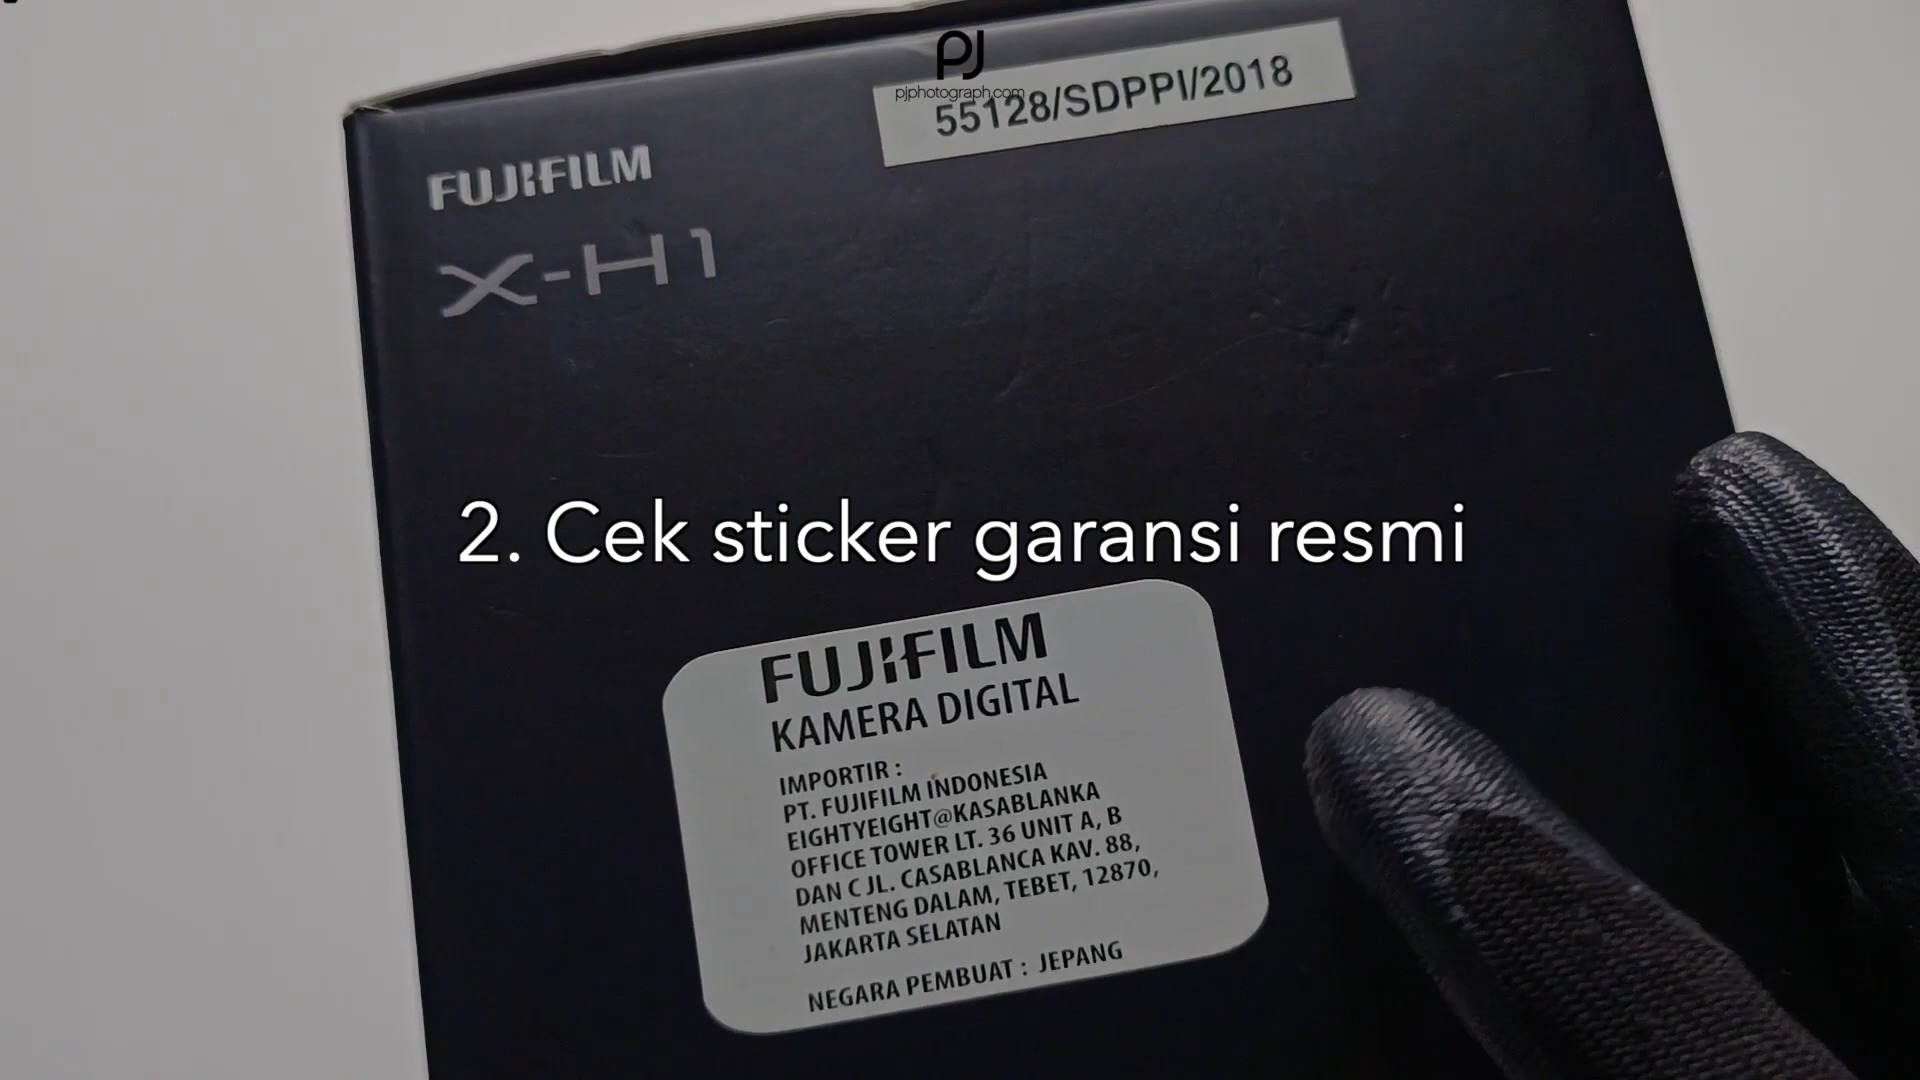 PJ
pjphotograph.com
55128/SDPPI/2018
FUJIFILM
X-H1
2. Cek sticker garansi resmi
FUJIFILM
KAMERA DIGITAL
IMPORTIR :
PT. FUJIFILM INDONESIA
EIGHTYEIGHT@KASABLANKA
OFFICE TOWER LT. 36 UNIT A, B
DAN C JL. CASABLANCA KAV. 88,
MENTENG DALAM, TEBET, 12870,
JAKARTA SELATAN
NEGARA PEMBUAT : JEPANG